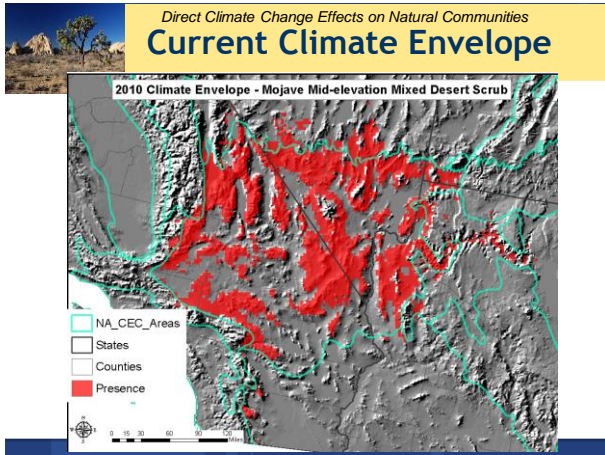 Direct Climate Change Effects on Natural Communities
Current Climate Envelope
2010 Climate Envelope - Mojave Mid-elevation Mixed Desert Scrub
NA_CEC_Areas
States
Counties
Presence
0 15 30 60 90 120
Miles